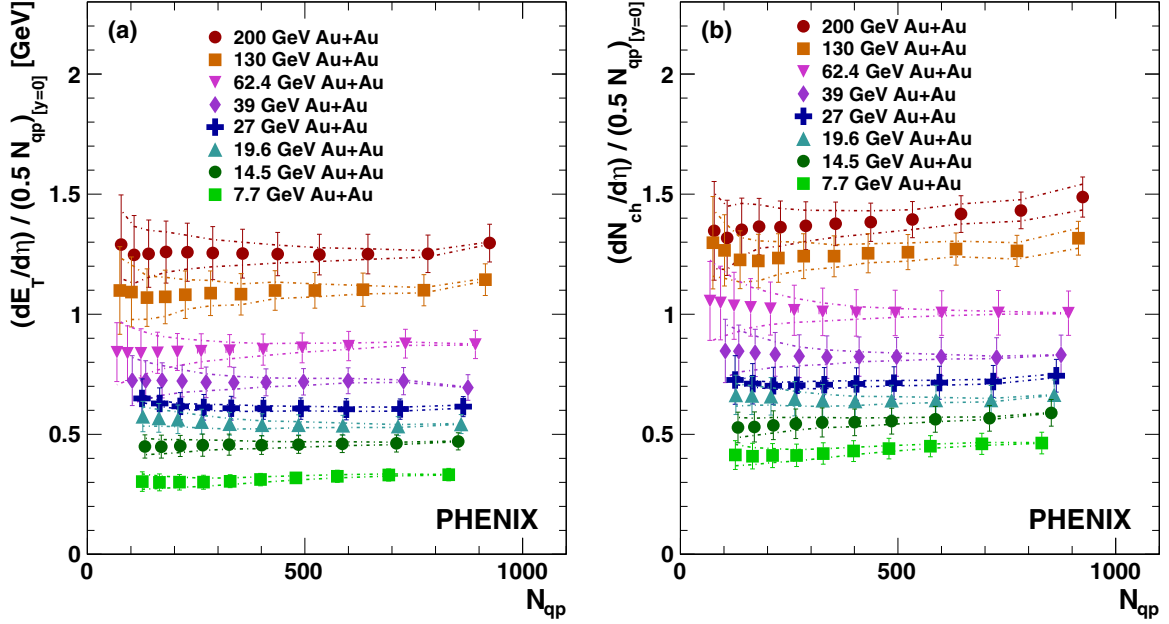 (a)
200 GeV Au+Au
130 GeV Au+Au
62.4 GeV Au+Au
39 GeV Au+Au
27 GeV Au+Au
19.6 GeV Au+Au
14.5 GeV Au+Au
7.7 GeV Au+Au
(dE_T/dη) / (0.5 N_qp)_[y=0] [GeV]
2
1.5
1
0.5
0
PHENIX
0 500 1000
N_qp
(b)
200 GeV Au+Au
130 GeV Au+Au
62.4 GeV Au+Au
39 GeV Au+Au
27 GeV Au+Au
19.6 GeV Au+Au
14.5 GeV Au+Au
7.7 GeV Au+Au
(dN_ch/dη) / (0.5 N_qp)_[y=0]
2
1.5
1
0.5
0
PHENIX
0 500 1000
N_qp